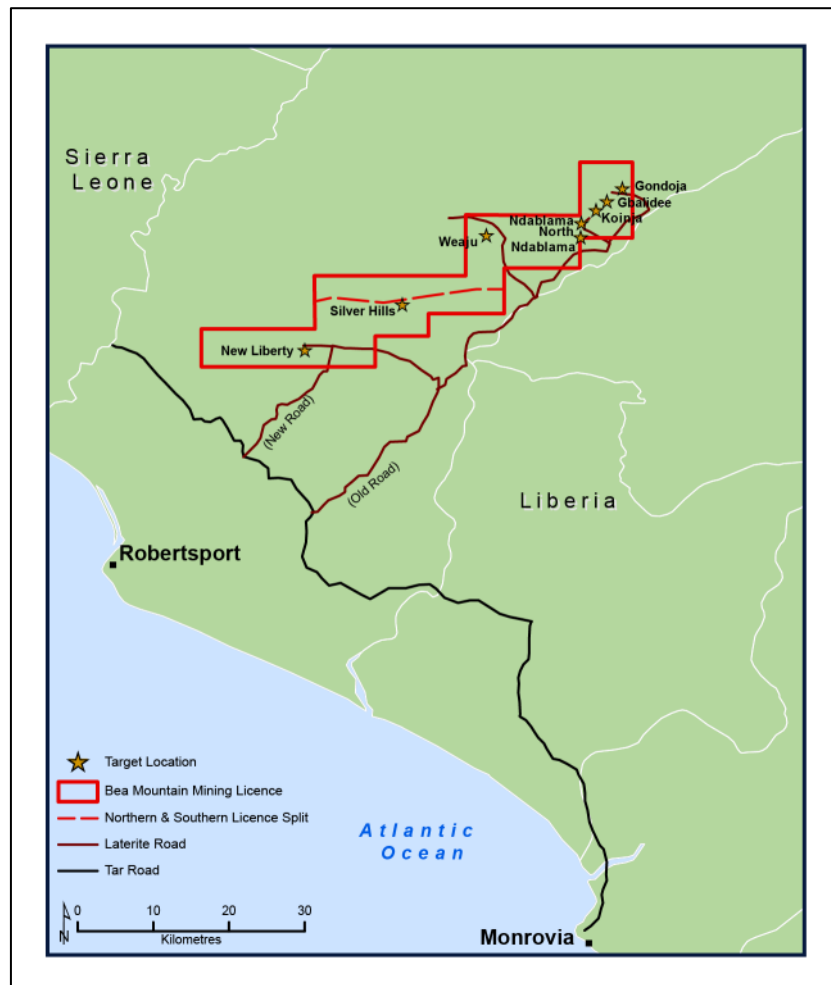 Sierra
Leone
Gondoja
Gbalidee
Koinja
Ndablama
North
Ndablama
Weaju
Silver Hills
New Liberty
(New Road)
(Old Road)
Liberia
Robertsport
Target Location
Bea Mountain Mining Licence
Northern & Southern Licence Split
Laterite Road
Tar Road
Atlantic
Ocean
N
0 10 20 30
Kilometres
Monrovia